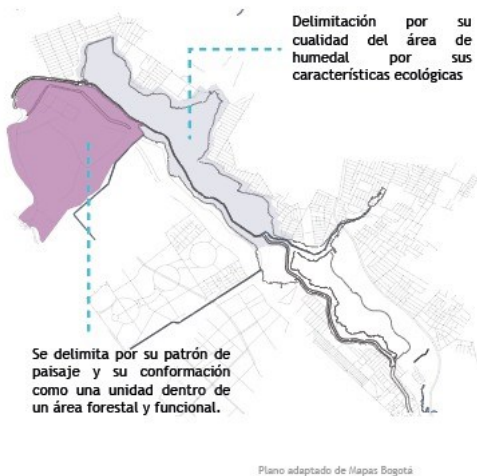 Delimitación por su
cualidad del área de
humedal por sus
características ecológicas
Se delimita por su patrón de
paisaje y su conformación
como una unidad dentro de
un área forestal y funcional.
Plano adaptado de Mapas Bogotá